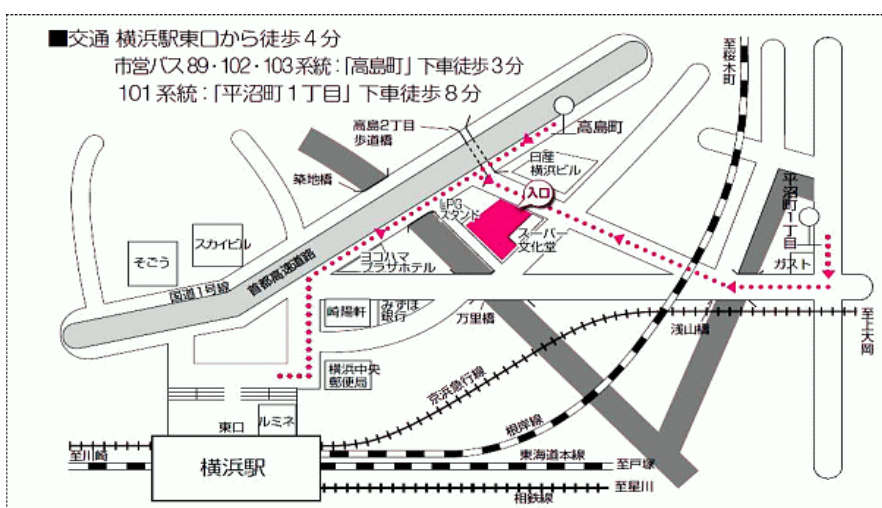 ■交通 横浜駅東口から徒歩4分
市営バス89・102・103系統:「高島町」下車徒歩3分
101系統:「平沼町1丁目」下車徒歩8分
至桜木町
高島2丁目
歩道橋
高島町
日産
横浜ビル
築地橋
入口
LPG
スタンド
スーパー
文化堂
平沼町1丁目
ガスト
スカイビル
そごう
ヨコハマ
プラザホテル
首都高速道路
国道1号線
崎陽軒
みずほ
銀行
万里橋
浅山橋
至上大岡
横浜中央
郵便局
京浜急行線
根岸線
東口
ルミネ
至川崎
横浜駅
東海道本線
至戸塚
相鉄線
至星川